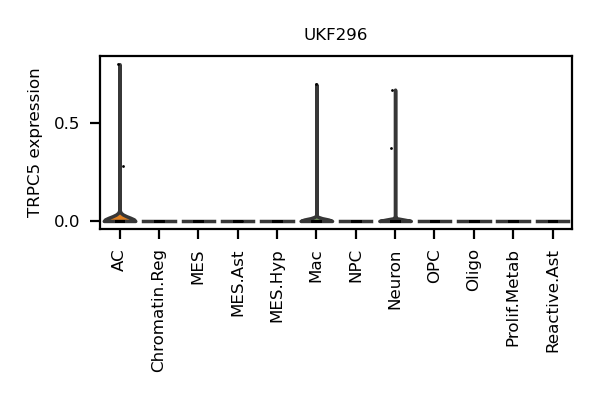 UKF296
TRPC5 expression
0.5
0.0
AC
Chromatin.Reg
MES
MES.Ast
MES.Hyp
Mac
NPC
Neuron
OPC
Oligo
Prolif.Metab
Reactive.Ast